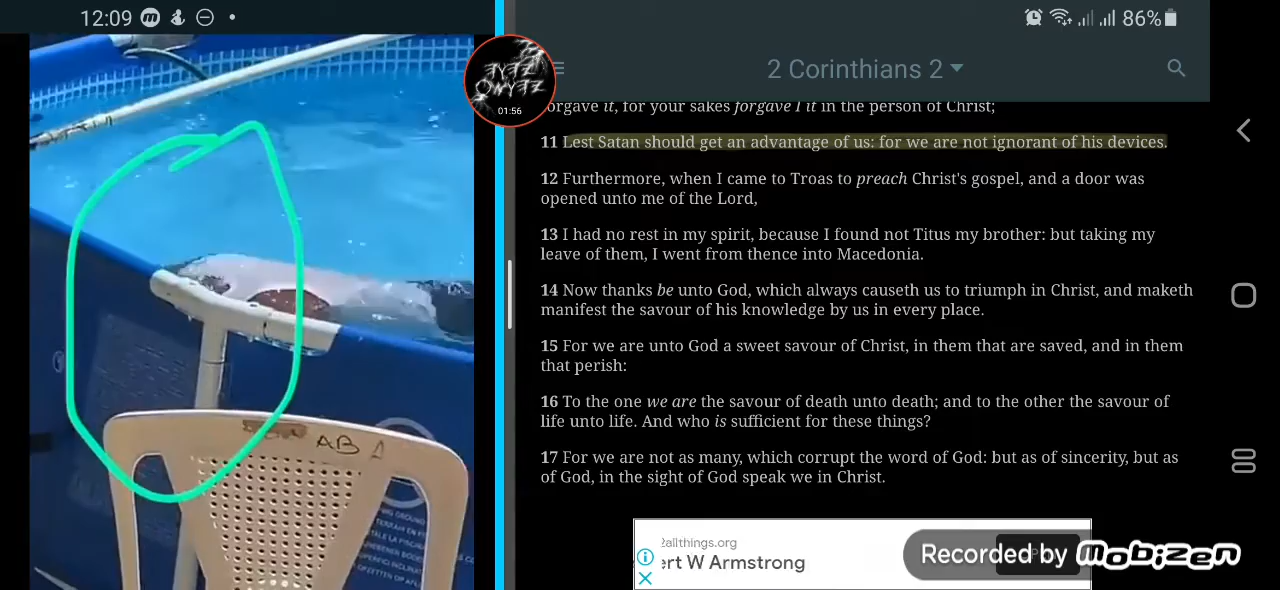 12:09
86%
2 Corinthians 2
01:56
forgave it, for your sakes forgave I it in the person of Christ;
11 Lest Satan should get an advantage of us: for we are not ignorant of his devices.
12 Furthermore, when I came to Troas to preach Christ's gospel, and a door was
opened unto me of the Lord,
13 I had no rest in my spirit, because I found not Titus my brother: but taking my
leave of them, I went from thence into Macedonia.
14 Now thanks be unto God, which always causeth us to triumph in Christ, and maketh
manifest the savour of his knowledge by us in every place.
15 For we are unto God a sweet savour of Christ, in them that are saved, and in them
that perish:
16 To the one we are the savour of death unto death; and to the other the savour of
life unto life. And who is sufficient for these things?
17 For we are not as many, which corrupt the word of God: but as of sincerity, but as
of God, in the sight of God speak we in Christ.
AB
2allthings.org
ert W Armstrong
Recorded by Mobizen